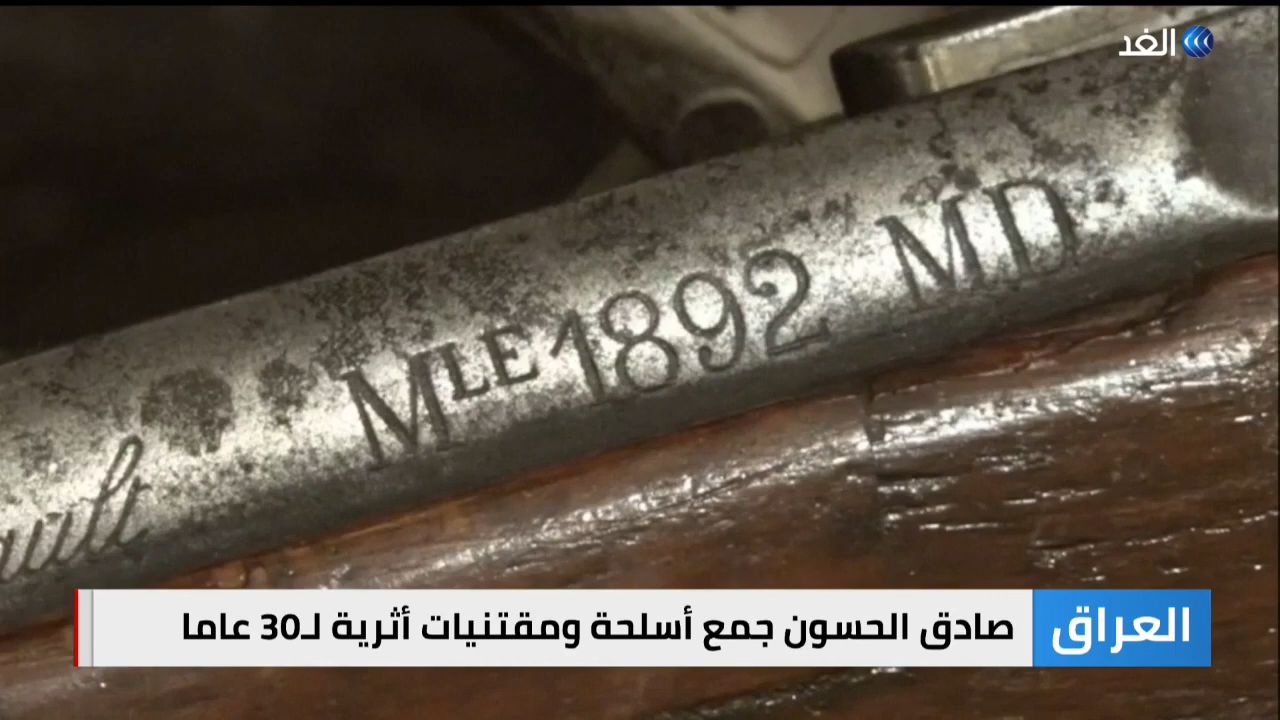 الغد
MLE 1892 MD
العراق
صادق الحسون جمع أسلحة ومقتنيات أثرية لـ30 عاما